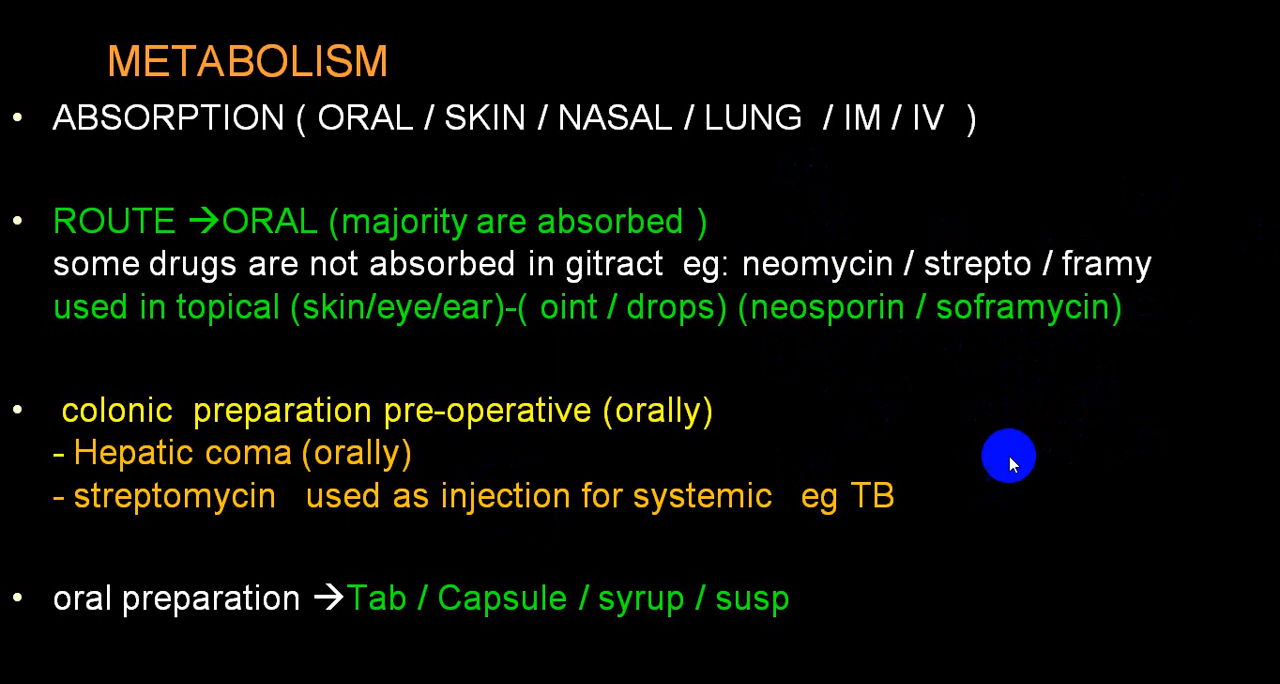 METABOLISM
• ABSORPTION ( ORAL / SKIN / NASAL / LUNG / IM / IV )
• ROUTE →ORAL (majority are absorbed )
some drugs are not absorbed in gitract eg: neomycin / strepto / framy
used in topical (skin/eye/ear)-( oint / drops) (neosporin / soframycin)
• colonic preparation pre-operative (orally)
- Hepatic coma (orally)
- streptomycin used as injection for systemic eg TB
• oral preparation →Tab / Capsule / syrup / susp